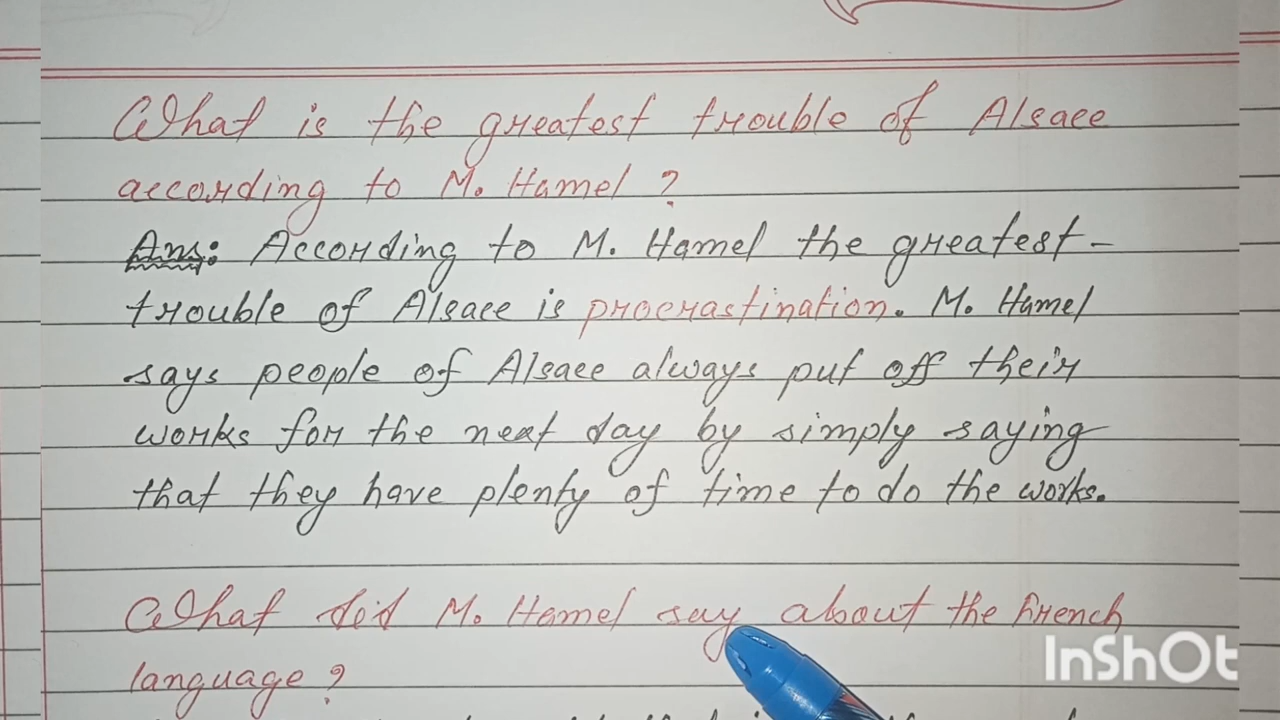 What is the greatest trouble of Alsace
according to M. Hamel ?
Ans: According to M. Hamel the greatest-
trouble of Alsace is procrastination. M. Hamel
says people of Alsace always put off their
works for the next day by simply saying
that they have plenty of time to do the works.
What did M. Hamel say about the French
language ?
InShOt